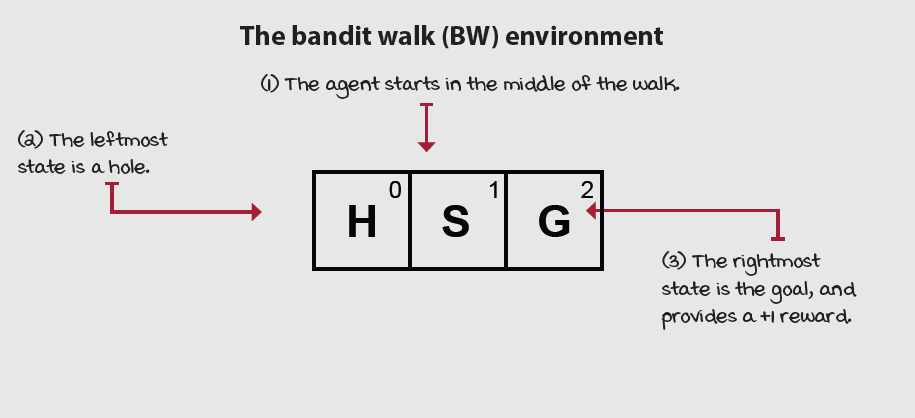 The bandit walk (BW) environment
(1) The agent starts in the middle of the walk.
(2) The leftmost
state is a hole.
0 1 2
H S G
(3) The rightmost
state is the goal, and
provides a +1 reward.